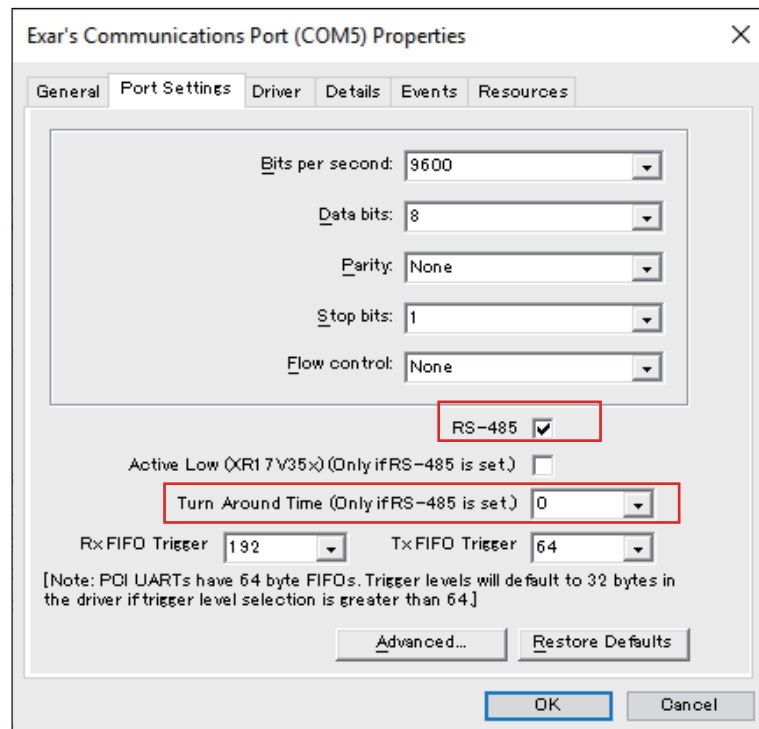 Exar's Communications Port (COM5) Properties
General Port Settings Driver Details Events Resources
Bits per second: 9600
Data bits: 8
Parity: None
Stop bits: 1
Flow control: None
RS-485
Active Low (XR17V35x) (Only if RS-485 is set.)
Turn Around Time (Only if RS-485 is set.) 0
Rx FIFO Trigger 192 Tx FIFO Trigger 64
[Note: PCI UARTs have 64 byte FIFOs. Trigger levels will default to 32 bytes in
the driver if trigger level selection is greater than 64.]
Advanced... Restore Defaults
OK Cancel